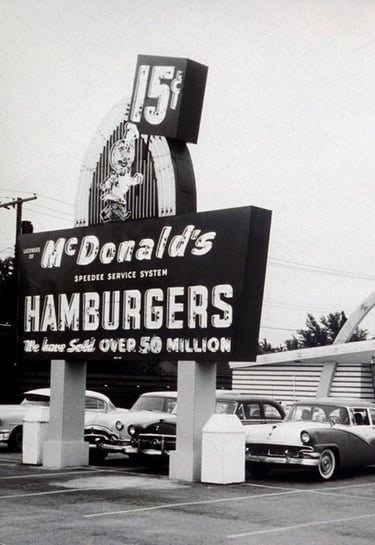 15¢
LICENSEE OF McDonald's
SPEEDEE SERVICE SYSTEM
HAMBURGERS
We have Sold OVER 50 MILLION